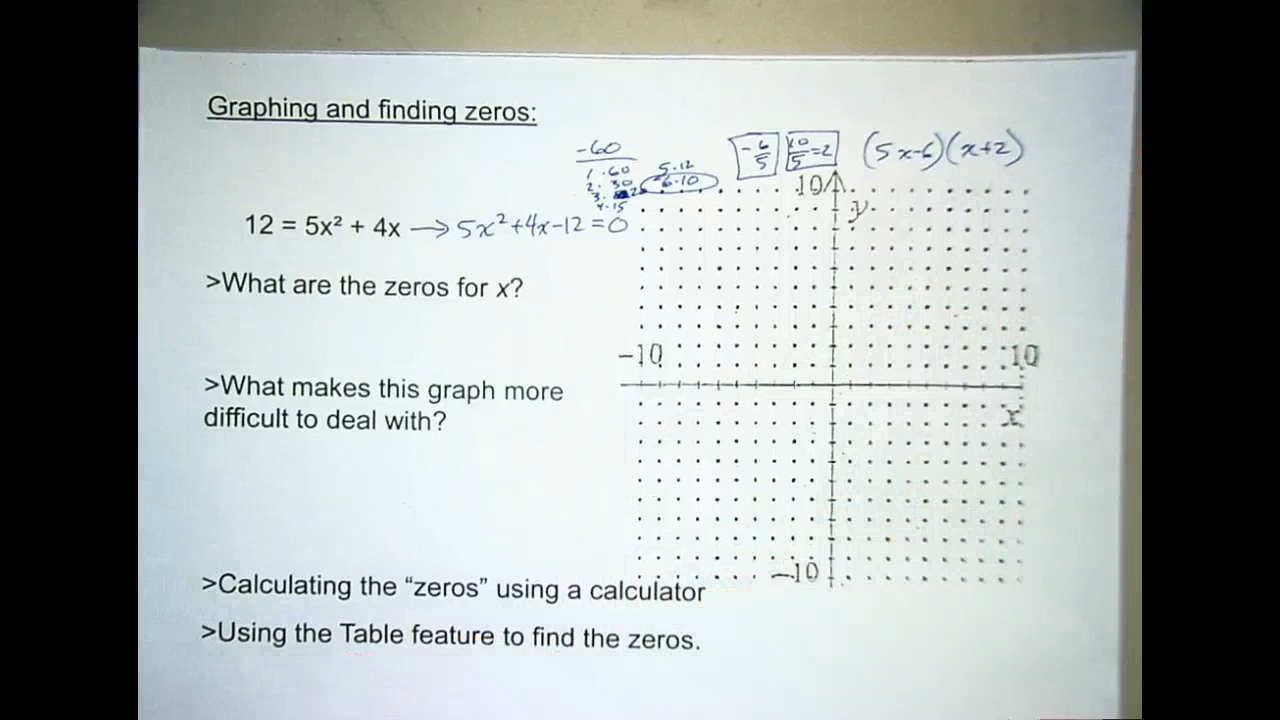 Graphing and finding zeros:
-60
1·60
2·30
3·
4·15
5·12
6·10
-6/5
10/5=2
(5x-6)(x+2)
12 = 5x² + 4x → 5x²+4x-12=0
10
y
>What are the zeros for x?
-10
10
x
>What makes this graph more
difficult to deal with?
-10
>Calculating the “zeros” using a calculator
>Using the Table feature to find the zeros.